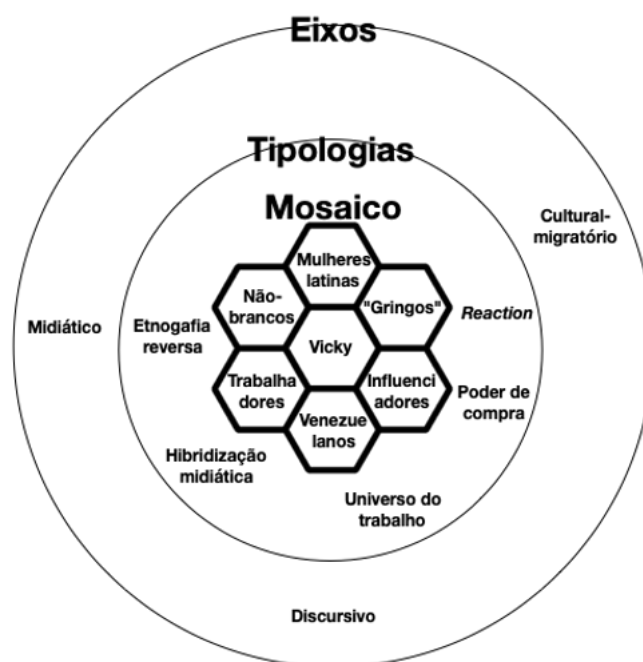 Eixos
Tipologias
Mosaico
Cultural-
migratório
Mulheres
latinas
Não-
brancos
"Gringos"
Reaction
Midiático
Etnogafia
reversa
Vicky
Trabalha
dores
Influenci
adores
Poder de
compra
Venezue
lanos
Hibridização
midiática
Universo do
trabalho
Discursivo